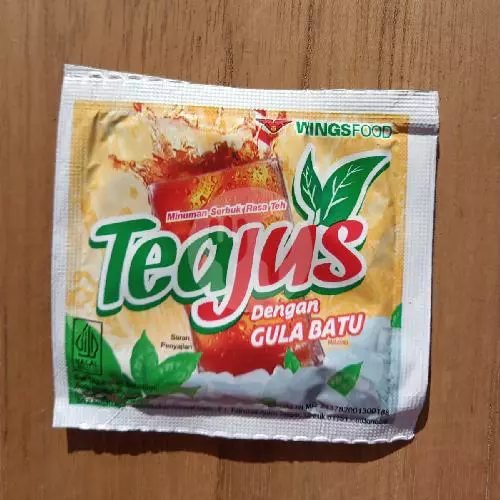 WINGSFOOD
Minuman Serbuk Rasa Teh
Teajus
Dengan
GULA BATU
Saran
Penyajian
HALAL